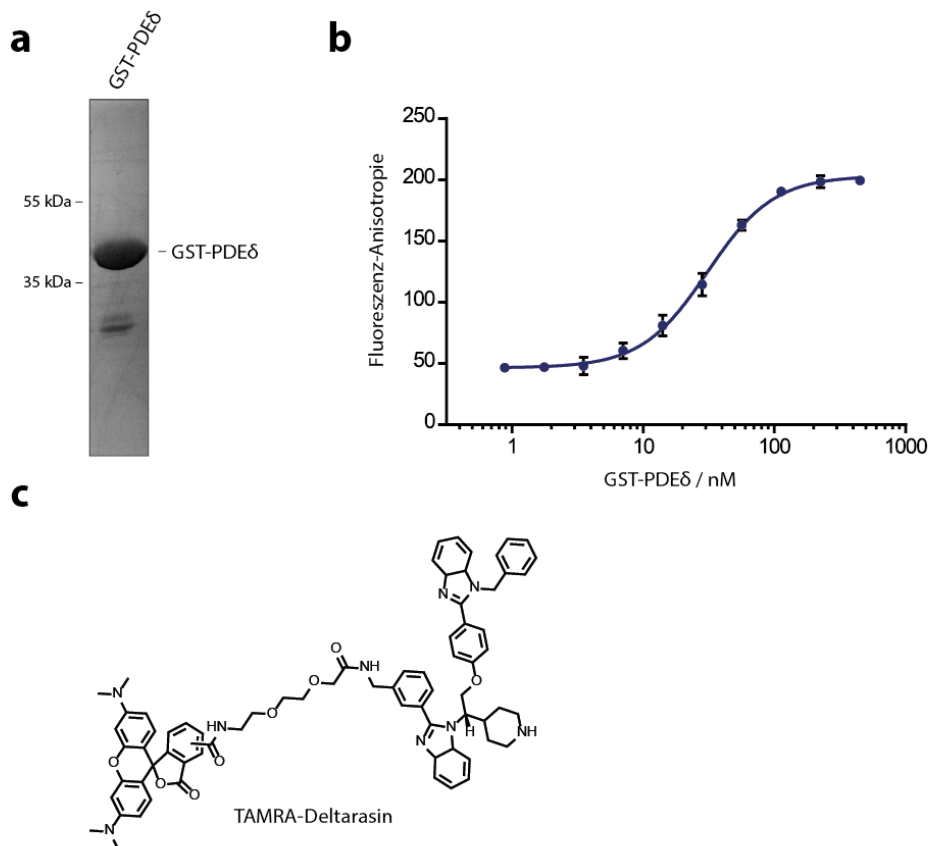 a
GST-PDEδ
55 kDa –
– GST-PDEδ
35 kDa –
b
Fluoreszenz-Anisotropie
250
200
150
100
50
0
1 10 100 1000
GST-PDEδ / nM
c
N
N
O
O
NH
O
O
HN
O
N
O
O
O
N
N
N
H
NH
N
TAMRA-Deltarasin